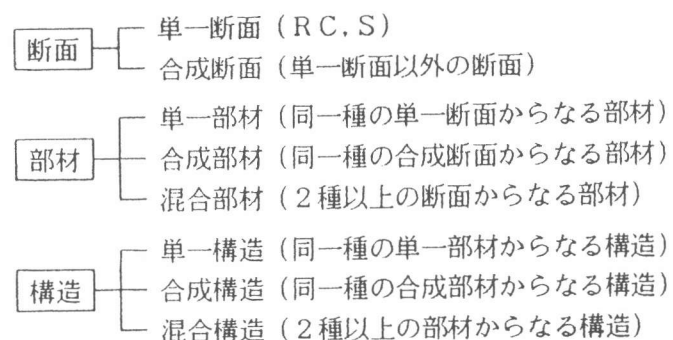 断面
単一断面（ＲＣ，Ｓ）
合成断面（単一断面以外の断面）
部材
単一部材（同一種の単一断面からなる部材）
合成部材（同一種の合成断面からなる部材）
混合部材（２種以上の断面からなる部材）
構造
単一構造（同一種の単一部材からなる構造）
合成構造（同一種の合成部材からなる構造）
混合構造（２種以上の部材からなる構造）